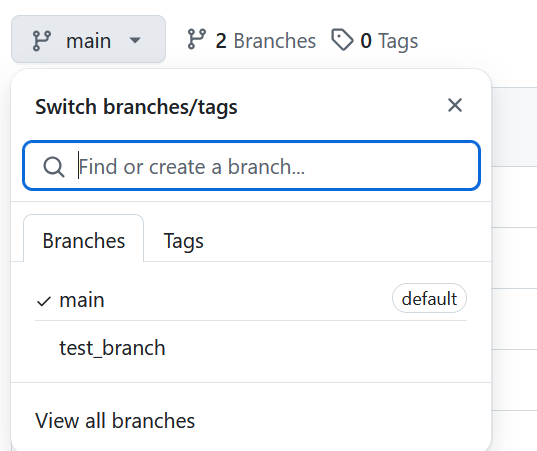 main 2 Branches 0 Tags
Switch branches/tags
Find or create a branch...
Branches Tags
main default
test_branch
View all branches